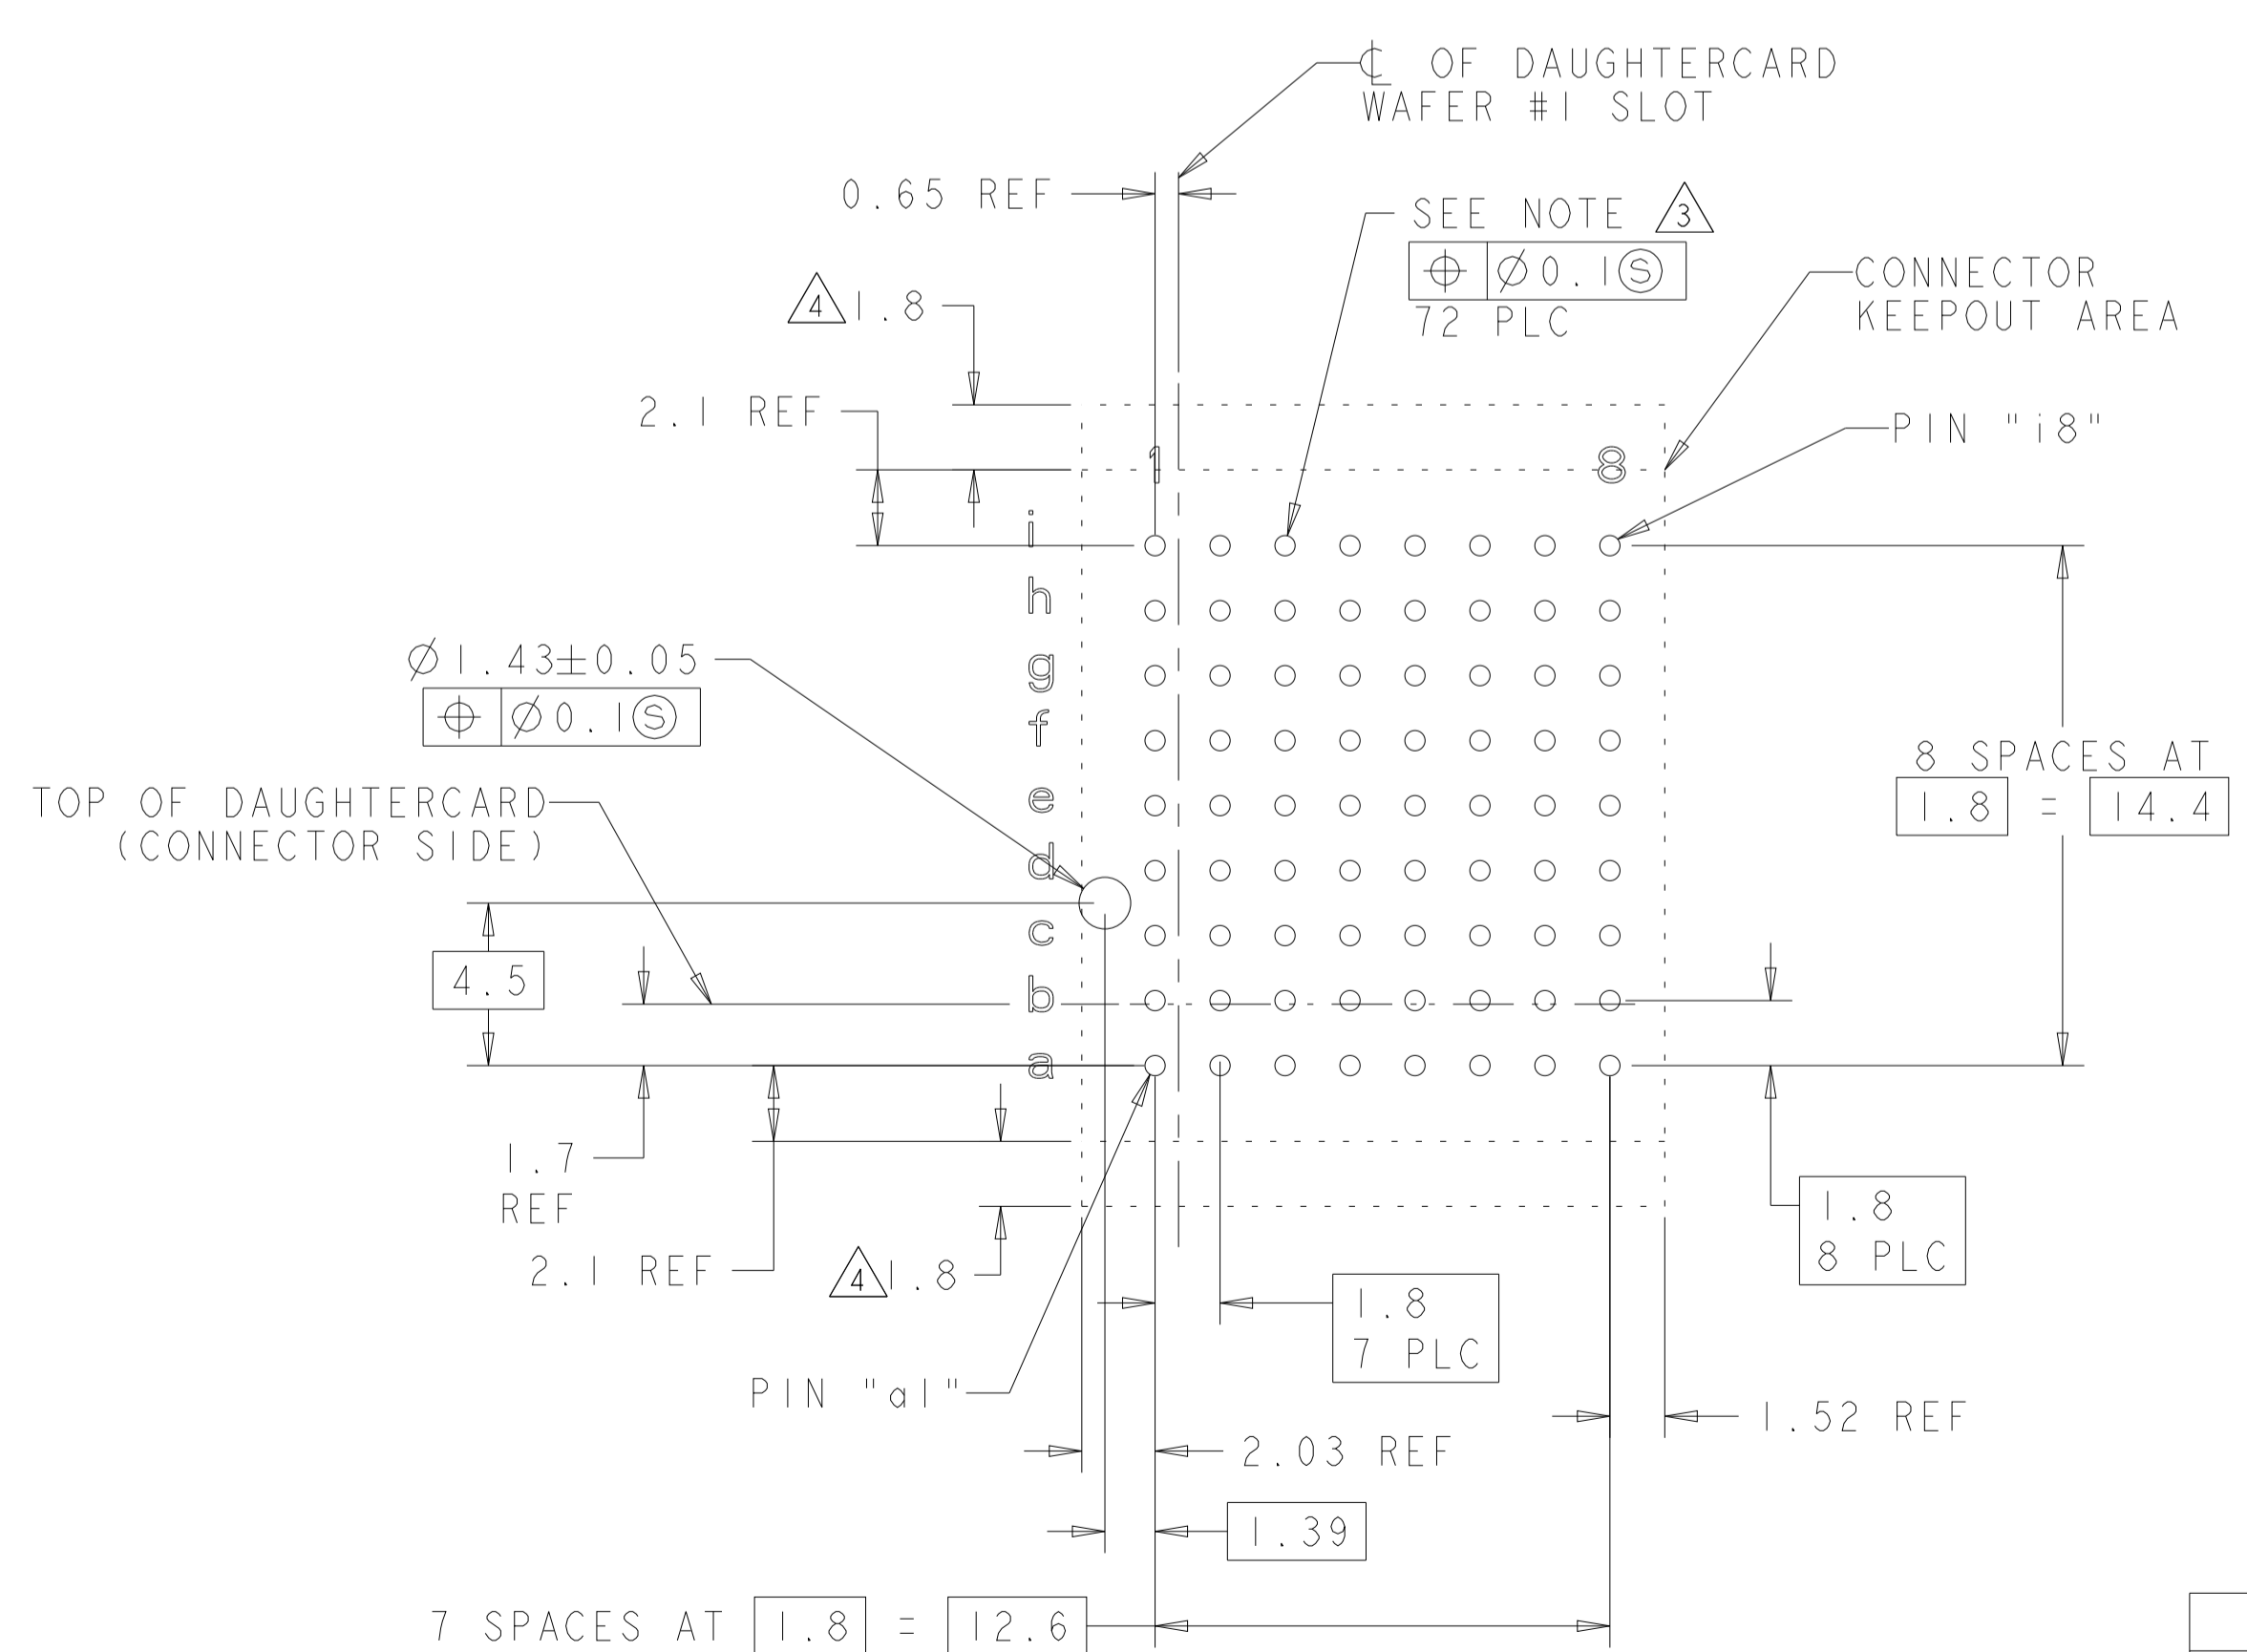 ℄ OF DAUGHTERCARD
WAFER #1 SLOT
0.65 REF
SEE NOTE 3
⌖ Ø0.1Ⓢ
72 PLC
CONNECTOR
KEEPOUT AREA
4 1.8
2.1 REF
PIN "i8"
1 8
i
h
g
f
e
d
c
b
a
Ø1.43±0.05
⌖ Ø0.1Ⓢ
TOP OF DAUGHTERCARD
(CONNECTOR SIDE)
8 SPACES AT
1.8 = 14.4
4.5
1.7
REF
2.1 REF
4 1.8
1.8
8 PLC
1.8
7 PLC
PIN "a1"
1.52 REF
2.03 REF
1.39
7 SPACES AT 1.8 = 12.6